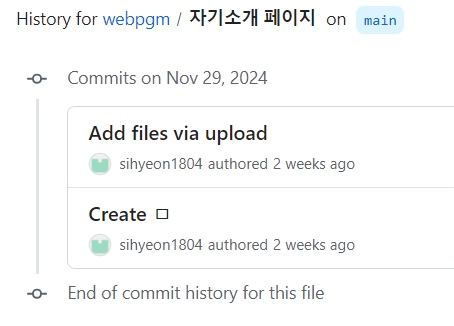 History for webpgm / 자기소개 페이지 on main
Commits on Nov 29, 2024
Add files via upload
sihyeon1804 authored 2 weeks ago
Create ㅁ
sihyeon1804 authored 2 weeks ago
End of commit history for this file